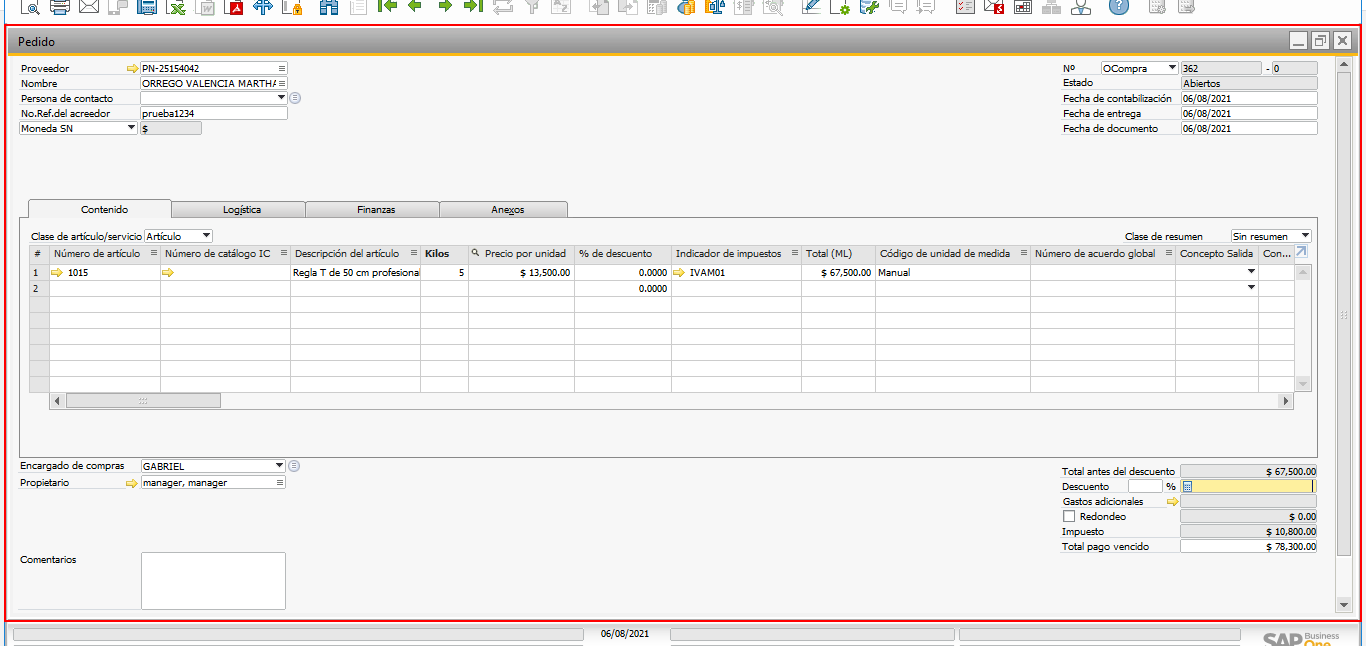 Pedido
Proveedor PN-25154042
Nombre ORREGO VALENCIA MARTHA
Persona de contacto
No.Ref.del acreedor prueba1234
Moneda SN $
Nº OCompra 362 - 0
Estado Abiertos
Fecha de contabilización 06/08/2021
Fecha de entrega 06/08/2021
Fecha de documento 06/08/2021
Contenido Logística Finanzas Anexos
Clase de artículo/servicio Artículo Clase de resumen Sin resumen
# Número de artículo Número de catálogo IC Descripción del artículo Kilos Precio por unidad % de descuento Indicador de impuestos Total (ML) Código de unidad de medida Número de acuerdo global Concepto Salida Con...
1 1015 Regla T de 50 cm profesional 5 $ 13,500.00 0.0000 IVAM01 $ 67,500.00 Manual
2 0.0000
Encargado de compras GABRIEL
Propietario manager, manager
Total antes del descuento $ 67,500.00
Descuento %
Gastos adicionales
Redondeo $ 0.00
Impuesto $ 10,800.00
Total pago vencido $ 78,300.00
Comentarios
06/08/2021
SAP Business One